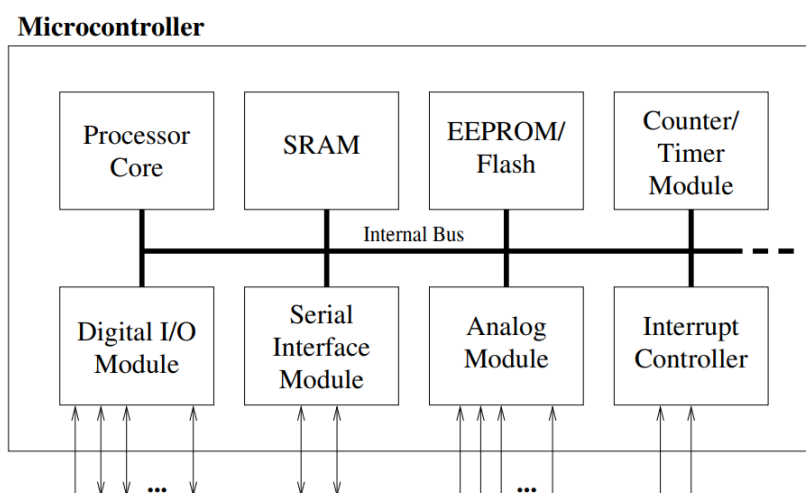 Microcontroller
Processor
Core
SRAM
EEPROM/
Flash
Counter/
Timer
Module
Internal Bus
Digital I/O
Module
Serial
Interface
Module
Analog
Module
Interrupt
Controller
...
...